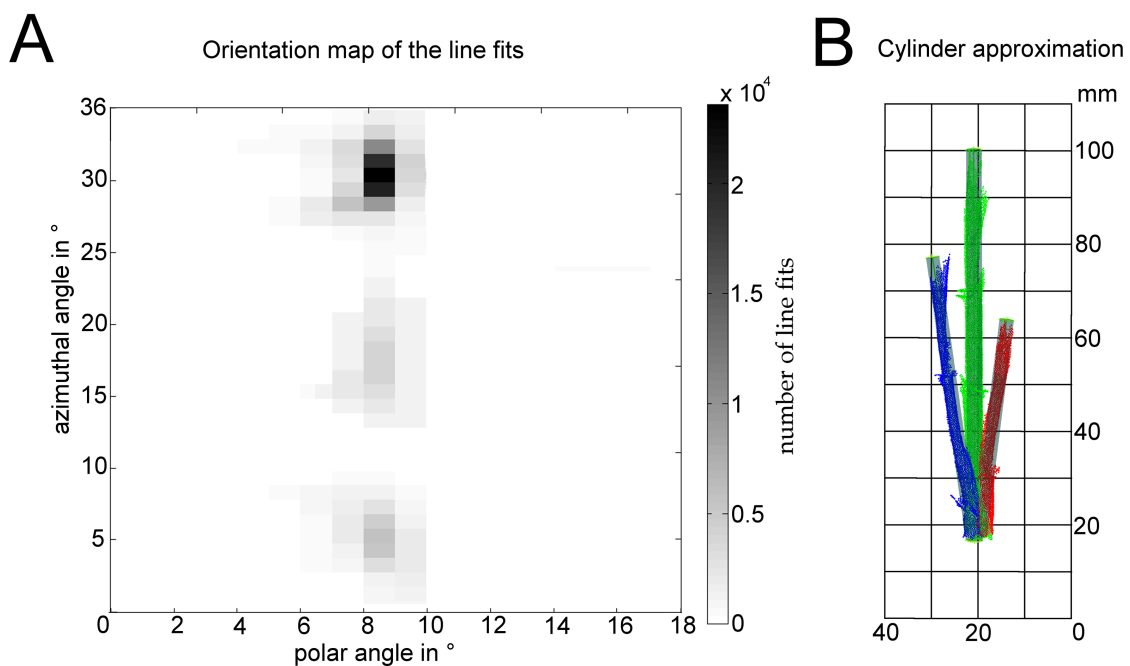 A
Orientation map of the line fits
36
30
25
20
15
10
5
azimuthal angle in °
0 2 4 6 8 10 12 14 16 18
polar angle in °
x 10⁴
2
1.5
1
0.5
0
number of line fits
B
Cylinder approximation
mm
100
80
60
40
20
40 20 0